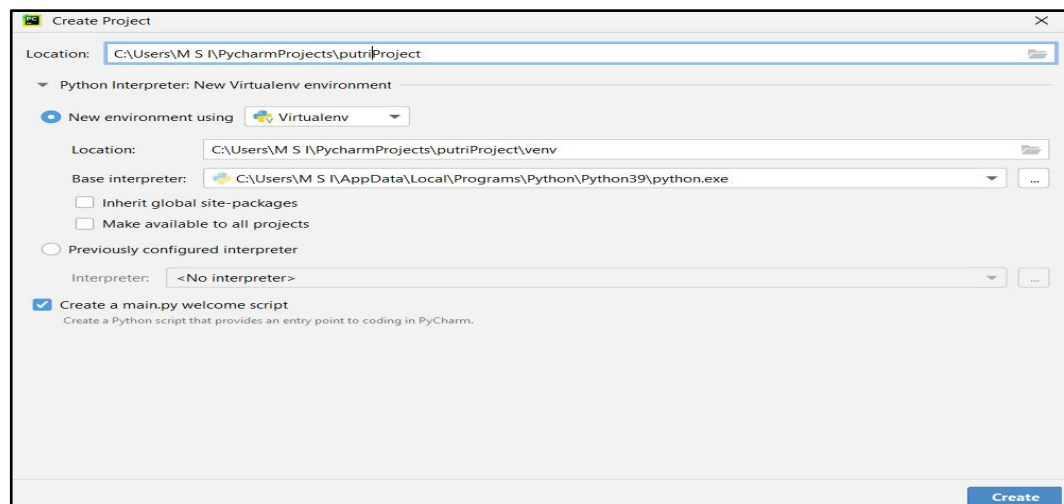 PC Create Project
Location: C:\Users\M S I\PycharmProjects\putriProject
Python Interpreter: New Virtualenv environment
New environment using Virtualenv
Location: C:\Users\M S I\PycharmProjects\putriProject\venv
Base interpreter: C:\Users\M S I\AppData\Local\Programs\Python\Python39\python.exe ...
Inherit global site-packages
Make available to all projects
Previously configured interpreter
Interpreter: <No interpreter> ...
Create a main.py welcome script
Create a Python script that provides an entry point to coding in PyCharm.
Create